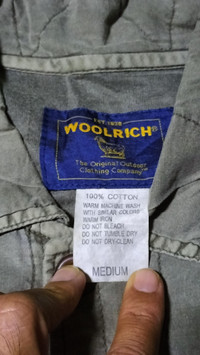 EST. 1830
WOOLRICH®
The Original Outdoor
Clothing Company
100% COTTON
WARM MACHINE WASH
WITH SIMILAR COLORS
WARM IRON
DO NOT BLEACH
DO NOT TUMBLE DRY
DO NOT DRY-CLEAN
MEDIUM